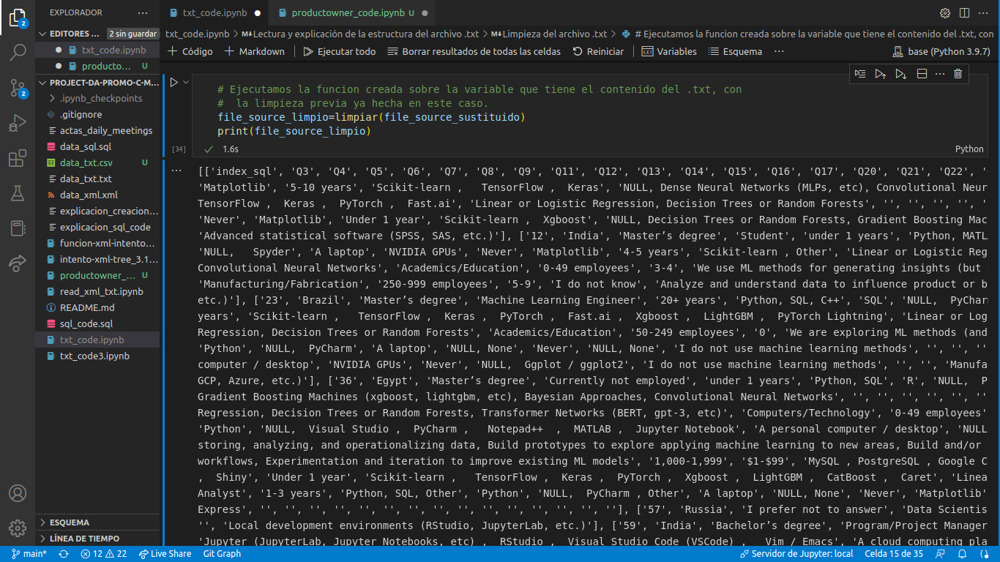 EXPLORADOR
EDITORES ... 2 sin guardar
txt_code.ipynb
producto... U
PROJECT-DA-PROMO-C-M...
.ipynb_checkpoints
.gitignore
actas_daily_meetings
data_sql.sql
data_txt.csv U
data_txt.txt
data_xml.xml
explicacion_creacion...
explicacion_sql_code
funcion-xml-intento...
intento-xml-tree_3.1...
productowner_... U
read_xml_txt.ipynb
README.md
sql_code.sql
txt_code.ipynb
txt_code3.ipynb
ESQUEMA
LÍNEA DE TIEMPO
txt_code.ipynb
productowner_code.ipynb U
txt_code.ipynb > Lectura y explicación de la estructura del archivo .txt > Limpieza del archivo .txt > # Ejecutamos la funcion creada sobre la variable que tiene el contenido del .txt, con
+ Código + Markdown Ejecutar todo Borrar resultados de todas las celdas Reiniciar Variables Esquema ... base (Python 3.9.7)
# Ejecutamos la funcion creada sobre la variable que tiene el contenido del .txt, con
#  la limpieza previa ya hecha en este caso.
file_source_limpio=limpiar(file_source_sustituido)
print(file_source_limpio)
[34] 1.6s Python
[['index_sql', 'Q3', 'Q4', 'Q5', 'Q6', 'Q7', 'Q8', 'Q9', 'Q11', 'Q12', 'Q13', 'Q14', 'Q15', 'Q16', 'Q17', 'Q20', 'Q21', 'Q22', '
'Matplotlib', '5-10 years', 'Scikit-learn ,   TensorFlow ,  Keras', 'NULL, Dense Neural Networks (MLPs, etc), Convolutional Neur
TensorFlow ,  Keras ,  PyTorch ,  Fast.ai', 'Linear or Logistic Regression, Decision Trees or Random Forests', '', '', '', '', '
'Never', 'Matplotlib', 'Under 1 year', 'Scikit-learn ,  Xgboost', 'NULL, Decision Trees or Random Forests, Gradient Boosting Mac
'Advanced statistical software (SPSS, SAS, etc.)'], ['12', 'India', 'Master’s degree', 'Student', 'under 1 years', 'Python, MATL
'NULL,   Spyder', 'A laptop', 'NVIDIA GPUs', 'Never', 'Matplotlib', '4-5 years', 'Scikit-learn , Other', 'Linear or Logistic Reg
Convolutional Neural Networks', 'Academics/Education', '0-49 employees', '3-4', 'We use ML methods for generating insights (but
'Manufacturing/Fabrication', '250-999 employees', '5-9', 'I do not know', 'Analyze and understand data to influence product or b
etc.)'], ['23', 'Brazil', 'Master’s degree', 'Machine Learning Engineer', '20+ years', 'Python, SQL, C++', 'SQL', 'NULL,  PyChar
years', 'Scikit-learn ,   TensorFlow ,  Keras ,  PyTorch ,  Fast.ai ,  Xgboost ,  LightGBM ,  PyTorch Lightning', 'Linear or Log
Regression, Decision Trees or Random Forests', 'Academics/Education', '50-249 employees', '0', 'We are exploring ML methods (and
'Python', 'NULL,  PyCharm', 'A laptop', 'NULL, None', 'Never', 'NULL, None', 'I do not use machine learning methods', '', '', ''
computer / desktop', 'NVIDIA GPUs', 'Never', 'NULL,  Ggplot / ggplot2', 'I do not use machine learning methods', '', '', 'Manufa
GCP, Azure, etc.)'], ['36', 'Egypt', 'Master’s degree', 'Currently not employed', 'under 1 years', 'Python, SQL', 'R', 'NULL,  P
Gradient Boosting Machines (xgboost, lightgbm, etc), Bayesian Approaches, Convolutional Neural Networks', '', '', '', '', '', ''
Regression, Decision Trees or Random Forests, Transformer Networks (BERT, gpt-3, etc)', 'Computers/Technology', '0-49 employees'
'Python', 'NULL,  Visual Studio ,   PyCharm ,   Notepad++  ,   MATLAB ,  Jupyter Notebook', 'A personal computer / desktop', 'NULL
storing, analyzing, and operationalizing data, Build prototypes to explore applying machine learning to new areas, Build and/or
workflows, Experimentation and iteration to improve existing ML models', '1,000-1,999', '$1-$99', 'MySQL , PostgreSQL , Google C
,  Shiny', 'Under 1 year', 'Scikit-learn ,   TensorFlow ,  Keras ,  PyTorch ,  Xgboost ,  LightGBM ,  CatBoost ,  Caret', 'Linea
Analyst', '1-3 years', 'Python, SQL, Other', 'Python', 'NULL,  PyCharm , Other', 'A laptop', 'NULL, None', 'Never', 'Matplotlib'
Express', '', '', '', '', '', '', '', '', '', '', '', '', '', '', ''], ['57', 'Russia', 'I prefer not to answer', 'Data Scientis
'', 'Local development environments (RStudio, JupyterLab, etc.)'], ['59', 'India', 'Bachelor’s degree', 'Program/Project Manager
'Jupyter (JupyterLab, Jupyter Notebooks, etc) ,  RStudio ,  Visual Studio Code (VSCode) ,   Vim / Emacs', 'A cloud computing pla
main* 12 22 Live Share Git Graph Servidor de Jupyter: local Celda 15 de 35